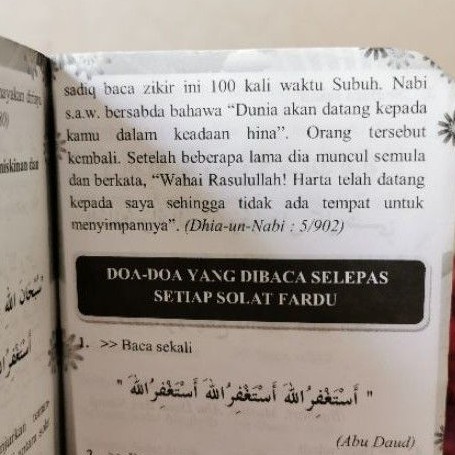 sadiq baca zikir ini 100 kali waktu Subuh. Nabi
s.a.w. bersabda bahawa “Dunia akan datang kepada
kamu dalam keadaan hina”. Orang tersebut
kembali. Setelah beberapa lama dia muncul semula
dan berkata, “Wahai Rasulullah! Harta telah datang
kepada saya sehingga tidak ada tempat untuk
menyimpannya”. (Dhia-un-Nabi : 5/902)
DOA-DOA YANG DIBACA SELEPAS
SETIAP SOLAT FARDU
1. >> Baca sekali
" أَسْتَغْفِرُ اللهَ أَسْتَغْفِرُ اللهَ أَسْتَغْفِرُ اللهَ "
(Abu Daud)